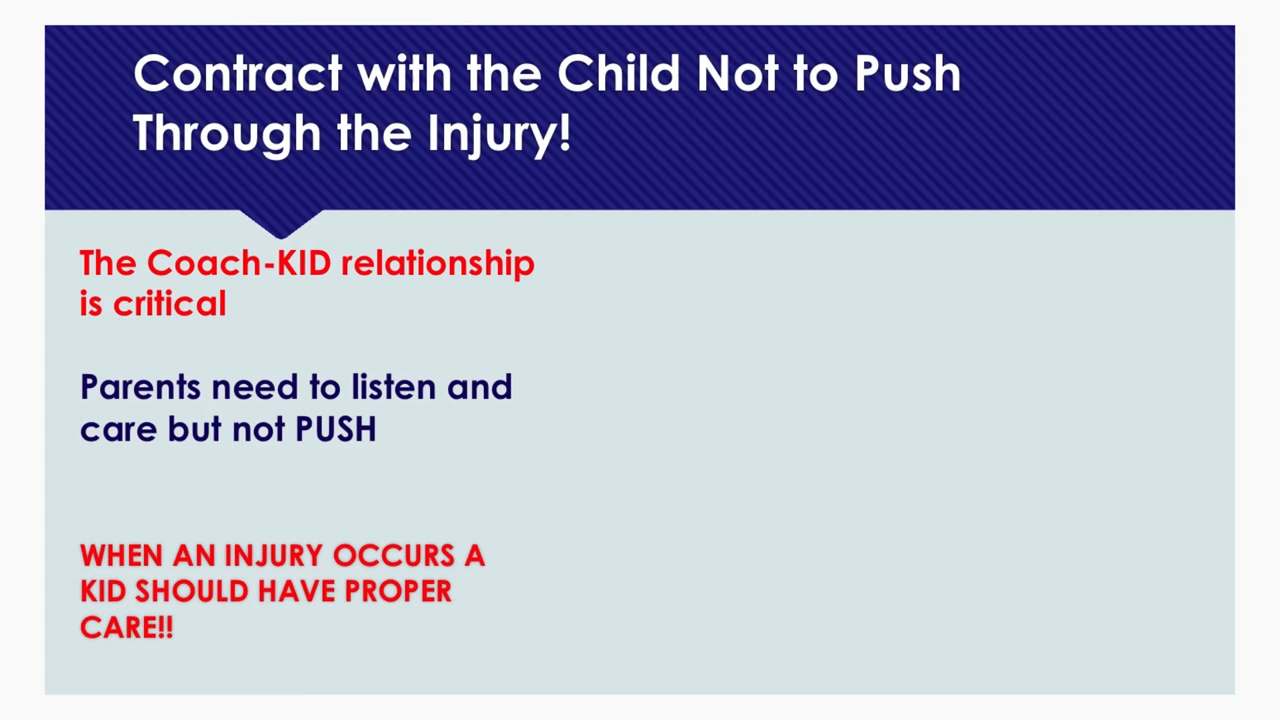 Contract with the Child Not to Push
Through the Injury!
The Coach-KID relationship
is critical
Parents need to listen and
care but not PUSH
WHEN AN INJURY OCCURS A
KID SHOULD HAVE PROPER
CARE!!